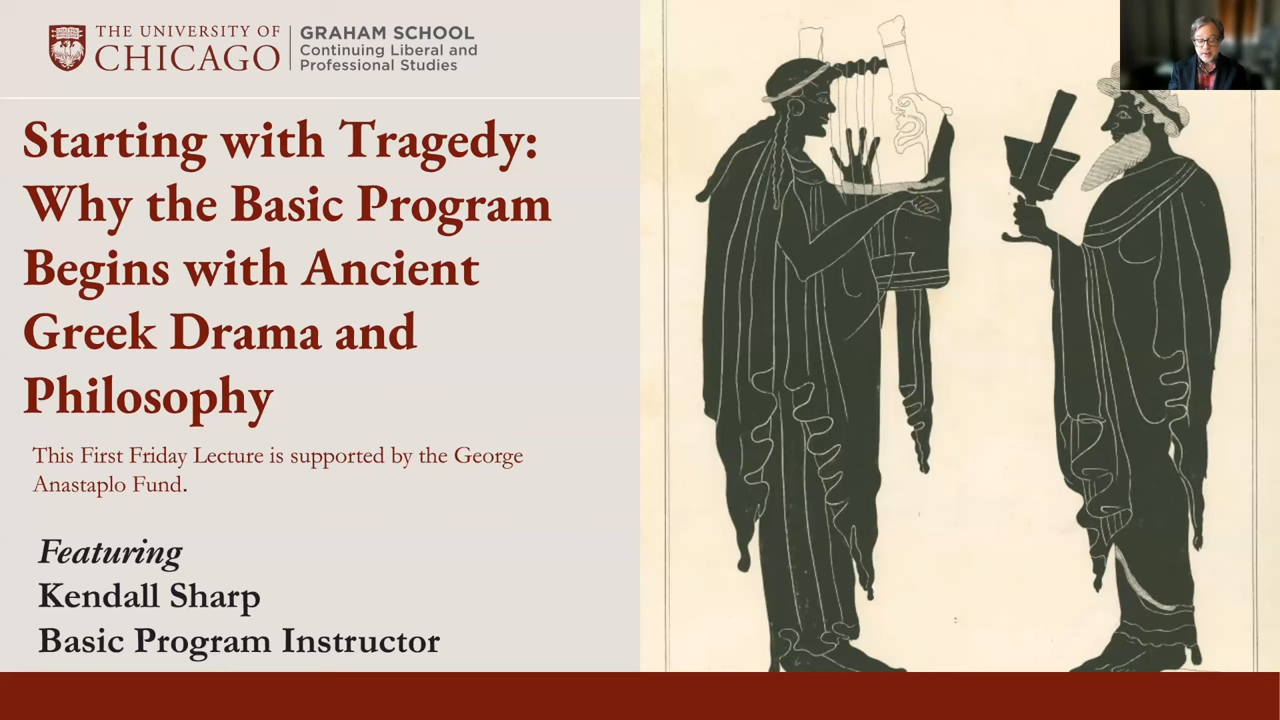 THE UNIVERSITY OF
CHICAGO
GRAHAM SCHOOL
Continuing Liberal and
Professional Studies
Starting with Tragedy:
Why the Basic Program
Begins with Ancient
Greek Drama and
Philosophy
This First Friday Lecture is supported by the George
Anastaplo Fund.
Featuring
Kendall Sharp
Basic Program Instructor